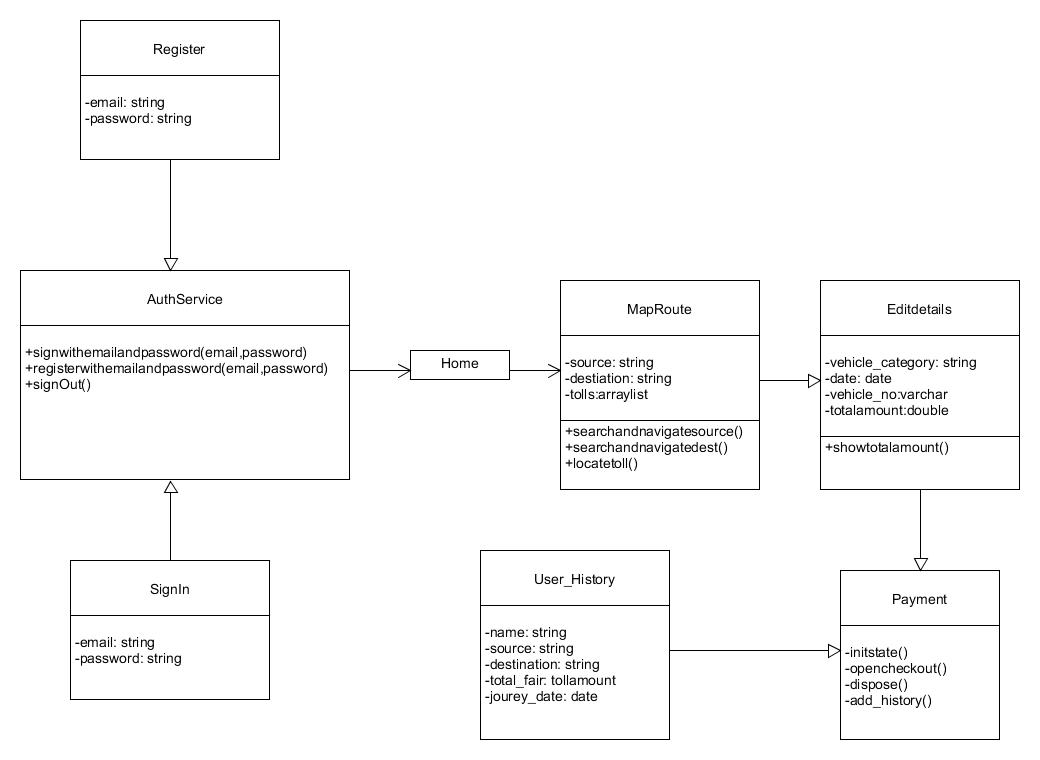 Register
-email: string
-password: string
AuthService
+signwithemailandpassword(email,password)
+registerwithemailandpassword(email,password)
+signOut()
Home
MapRoute
-source: string
-destiation: string
-tolls:arraylist
+searchandnavigatesource()
+searchandnavigatedest()
+locatetoll()
Editdetails
-vehicle_category: string
-date: date
-vehicle_no:varchar
-totalamount:double
+showtotalamount()
SignIn
-email: string
-password: string
User_History
-name: string
-source: string
-destination: string
-total_fair: tollamount
-jourey_date: date
Payment
-initstate()
-opencheckout()
-dispose()
-add_history()